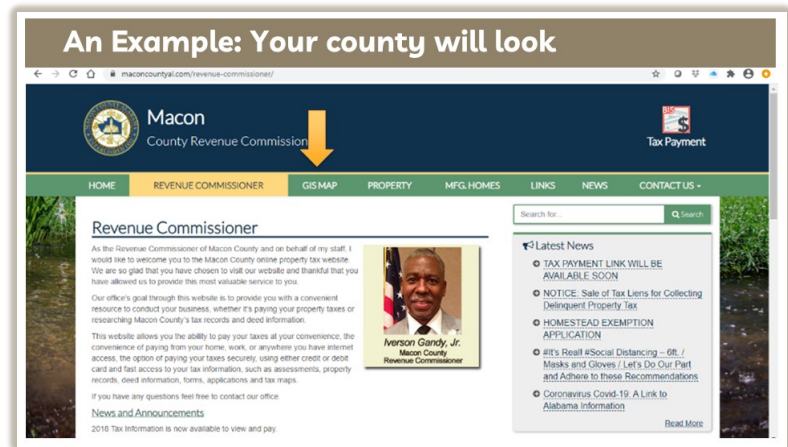 An Example: Your county will look
maconcountyal.com/revenue-commissioner/
Macon
County Revenue Commission
Tax Payment
HOME REVENUE COMMISSIONER GIS MAP PROPERTY MFG. HOMES LINKS NEWS CONTACT US
Revenue Commissioner
As the Revenue Commissioner of Macon County and on behalf of my staff, I
would like to welcome you to the Macon County online property tax website.
We are so glad that you have chosen to visit our website and thankful that you
have allowed us to provide this most valuable service to you.
Our office's goal through this website is to provide you with a convenient
resource to conduct your business, whether it's paying your property taxes or
researching Macon County's tax records and deed information.
This website allows you the ability to pay your taxes at your convenience, the
convenience of paying from your home, work, or anywhere you have internet
access, the option of paying your taxes securely, using either credit or debit
card and fast access to your tax information, such as assessments, property
records, deed information, forms, applications and tax maps.
If you have any questions feel free to contact our office.
News and Announcements
2018 Tax Information is now available to view and pay.
Iverson Gandy, Jr.
Macon County
Revenue Commissioner
Search for...
Search
Latest News
TAX PAYMENT LINK WILL BE
AVAILABLE SOON
NOTICE: Sale of Tax Liens for Collecting
Delinquent Property Tax
HOMESTEAD EXEMPTION
APPLICATION
#It's Real! #Social Distancing – 6ft. /
Masks and Gloves / Let's Do Our Part
and Adhere to these Recommendations
Coronavirus Covid-19: A Link to
Alabama Information
Read More